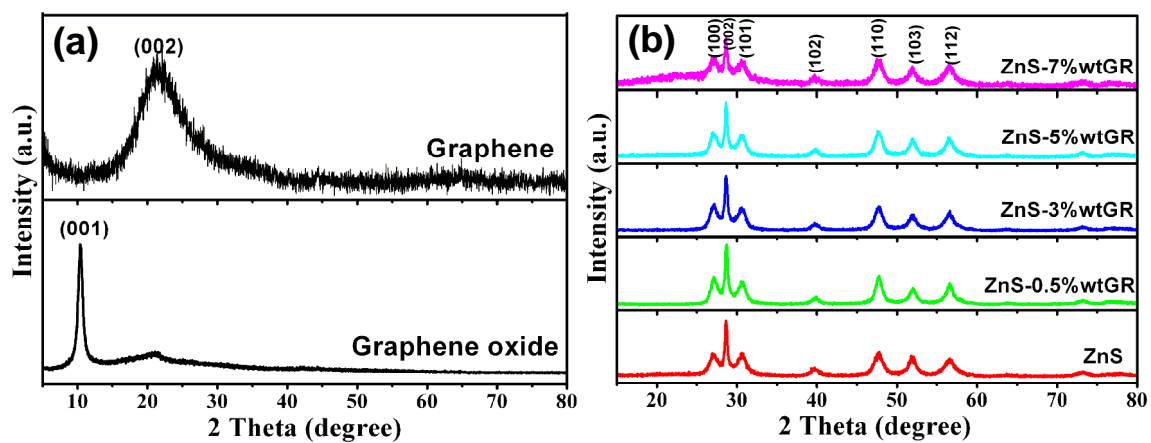 (a)
(002)
Graphene
(001)
Graphene oxide
Intensity (a.u.)
10 20 30 40 50 60 70 80
2 Theta (degree)
(b)
(100)
(002)
(101)
(102)
(110)
(103)
(112)
ZnS-7%wtGR
ZnS-5%wtGR
ZnS-3%wtGR
ZnS-0.5%wtGR
ZnS
Intensity (a.u.)
20 30 40 50 60 70 80
2 Theta (degree)